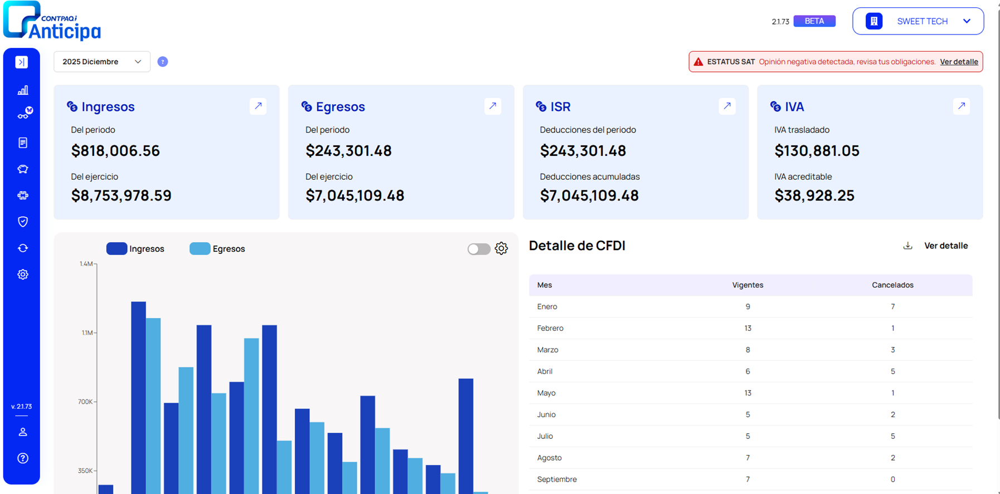 CONTPAQi
Anticipa
2.1.73 BETA
SWEET TECH
2025 Diciembre
?
ESTATUS SAT Opinión negativa detectada, revisa tus obligaciones. Ver detalle
Ingresos
Del periodo
$818,006.56
Del ejercicio
$8,753,978.59
Egresos
Del periodo
$243,301.48
Del ejercicio
$7,045,109.48
ISR
Deducciones del periodo
$243,301.48
Deducciones acumuladas
$7,045,109.48
IVA
IVA trasladado
$130,881.05
IVA acreditable
$38,928.25
Ingresos Egresos
1.4M
1.1M
700K
350K
Detalle de CFDI
Ver detalle
Mes Vigentes Cancelados
Enero 9 7
Febrero 13 1
Marzo 8 3
Abril 6 5
Mayo 13 1
Junio 5 2
Julio 5 5
Agosto 7 2
Septiembre 7 0
v. 2.1.73